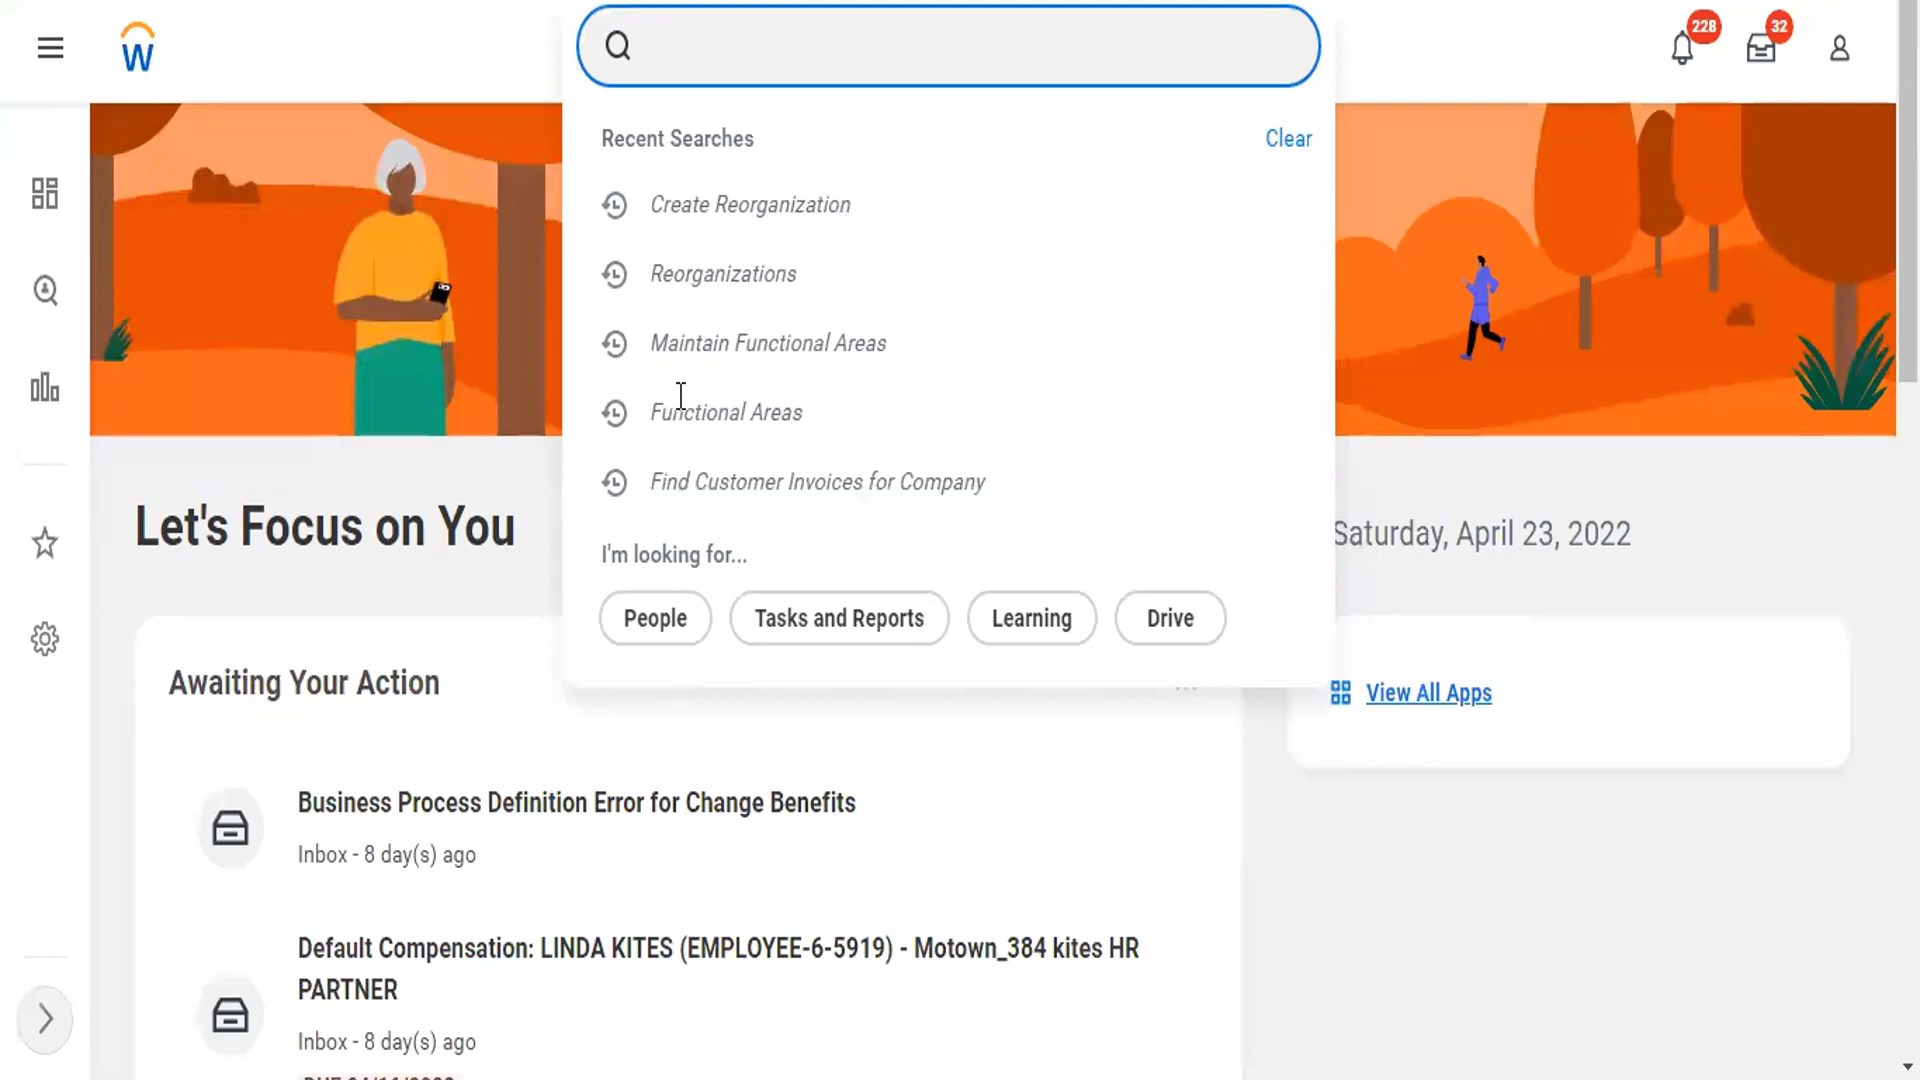 W
228
32
Recent Searches
Clear
Create Reorganization
Reorganizations
Maintain Functional Areas
Functional Areas
Find Customer Invoices for Company
I'm looking for...
People
Tasks and Reports
Learning
Drive
Let's Focus on You
Saturday, April 23, 2022
Awaiting Your Action
View All Apps
Business Process Definition Error for Change Benefits
Inbox - 8 day(s) ago
Default Compensation: LINDA KITES (EMPLOYEE-6-5919) - Motown_384 kites HR
PARTNER
Inbox - 8 day(s) ago